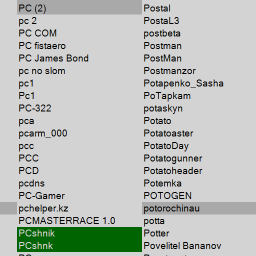 PC (2)
pc 2
PC COM
PC fistaero
PC James Bond
pc no slom
pc1
Pc1
PC-322
pca
pcarm_000
pcc
PCC
PCD
pcdns
PC-Gamer
pchelper.kz
PCMASTERRACE 1.0
PCshnik
PCshnk
Postal
PostaL3
postbeta
Postman
PostMan
Postmanzor
Potapenko_Sasha
PoTapkam
potaskyn
Potato
Potatoaster
PotatoDay
Potatogunner
Potatoheader
Potemka
POTOGEN
potorochinau
potta
Potter
Povelitel Bananov